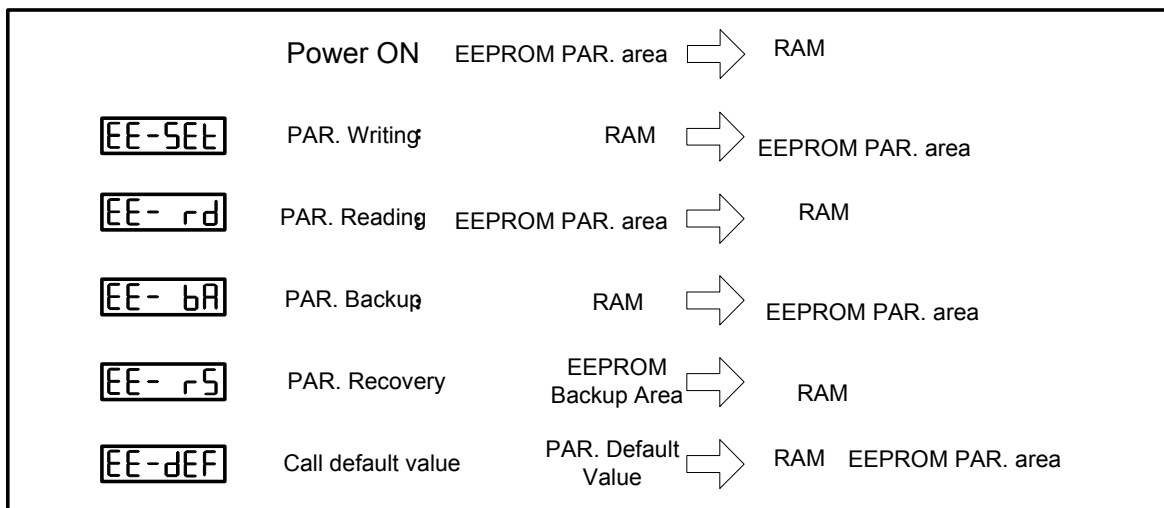 Power ON EEPROM PAR. area RAM
EE-SEt PAR. Writing: RAM EEPROM PAR. area
EE- rd PAR. Reading: EEPROM PAR. area RAM
EE- bA PAR. Backup: RAM EEPROM PAR. area
EE- rS PAR. Recovery EEPROM
Backup Area RAM
EE-dEF Call default value PAR. Default
Value RAM EEPROM PAR. area